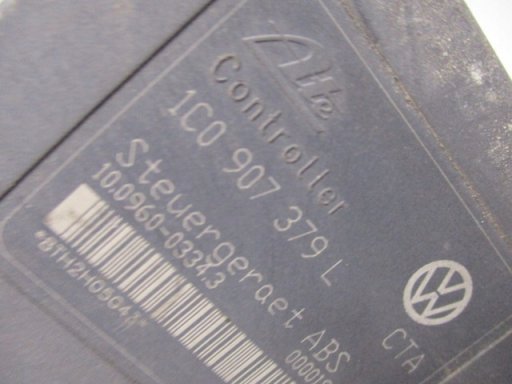 Ate
Controller
1C0 907 379 L
Steuergeraet ABS
10.0960-0334.3
CTA